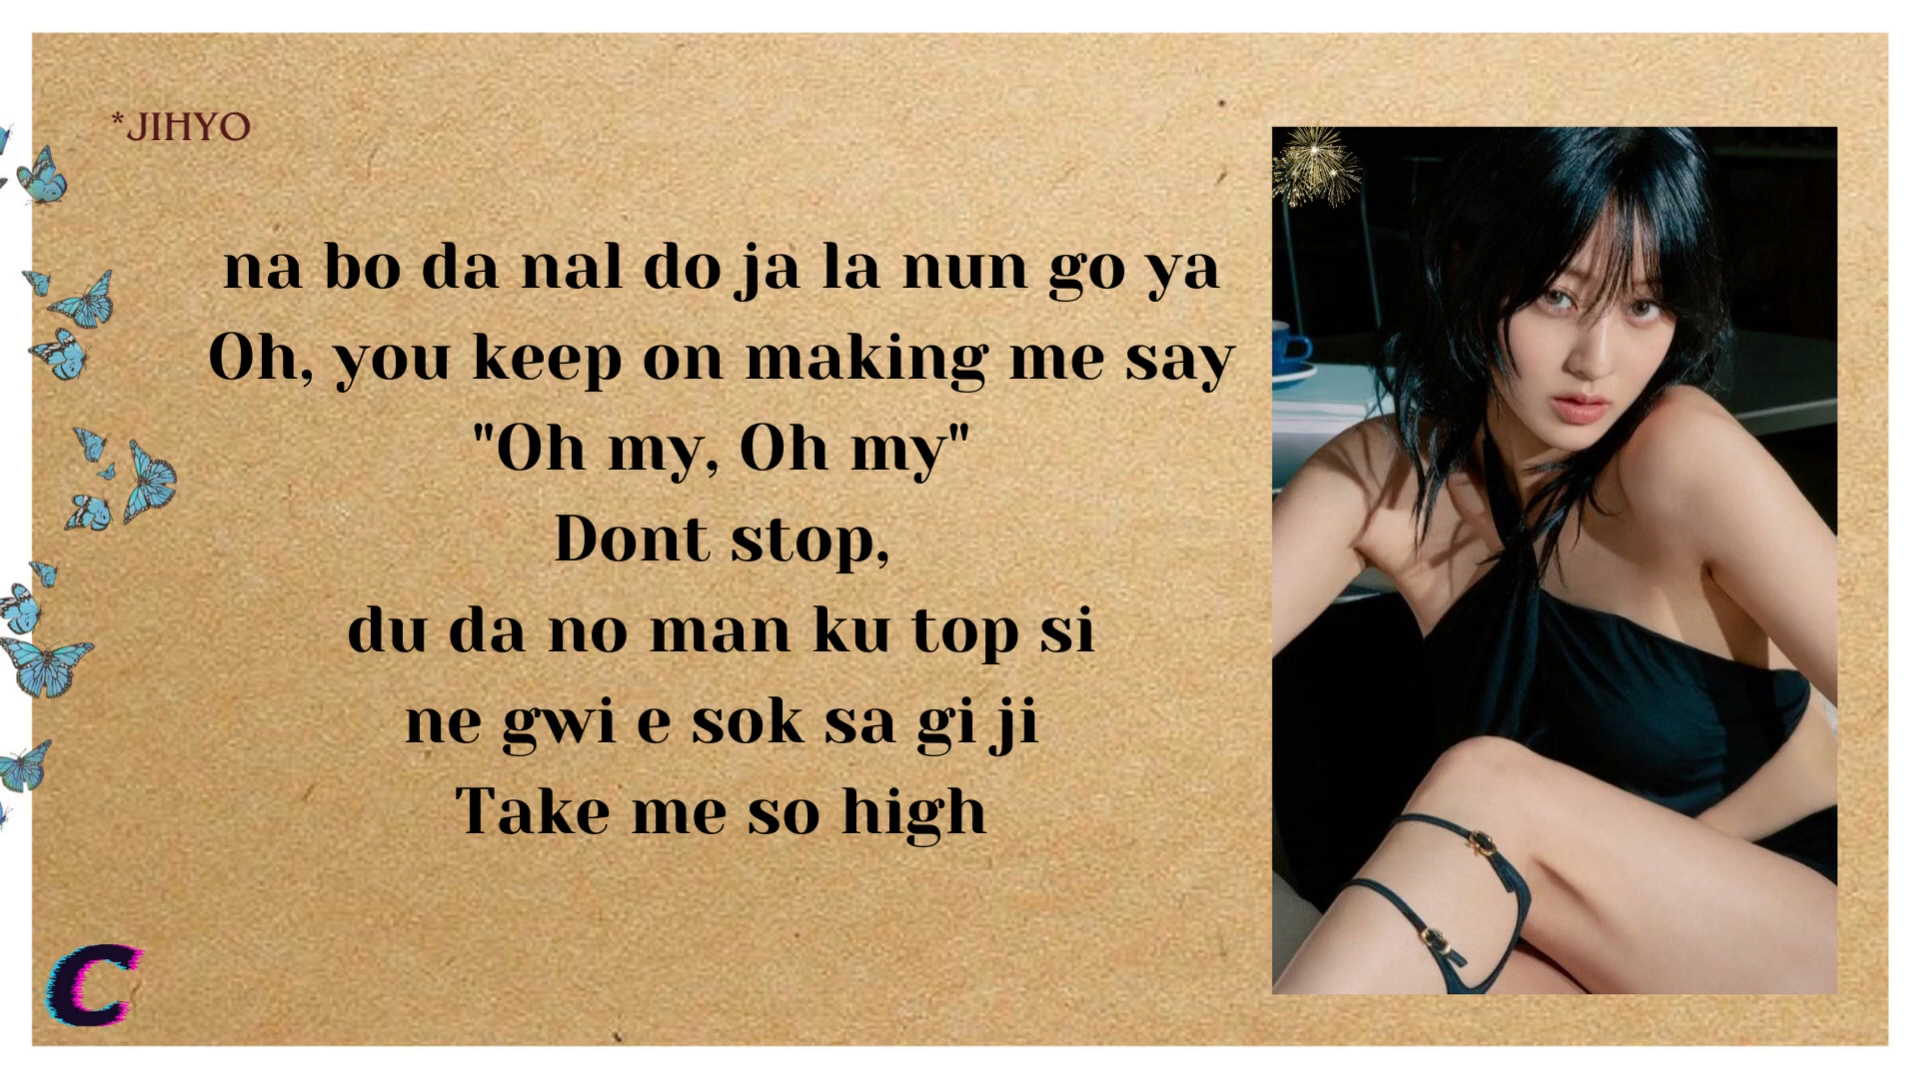 *JIHYO
na bo da nal do ja la nun go ya
Oh, you keep on making me say
"Oh my, Oh my"
Dont stop,
du da no man ku top si
ne gwi e sok sa gi ji
Take me so high
C